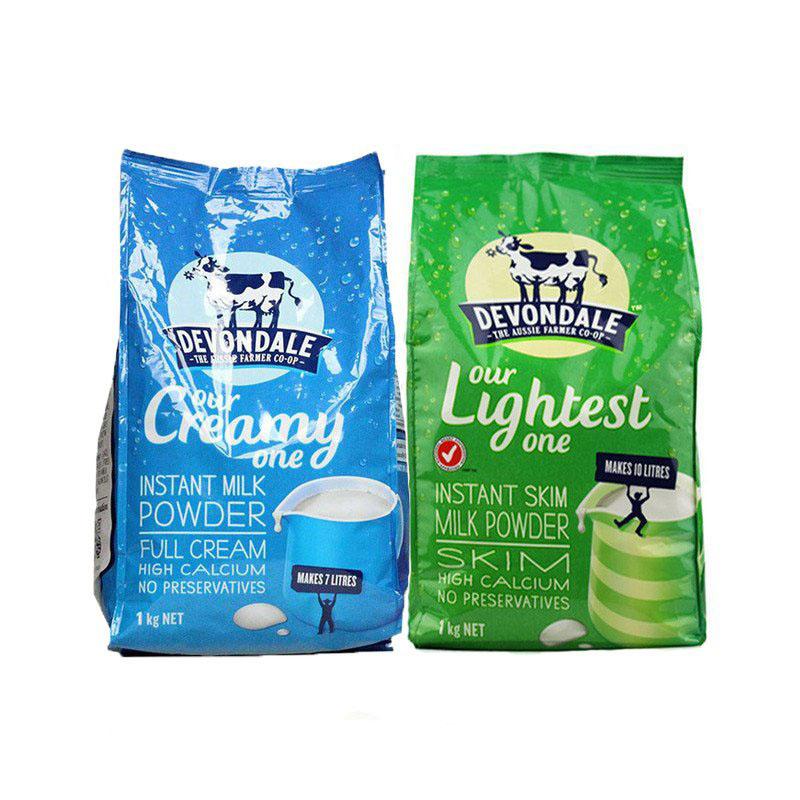 DEVONDALE™
-THE AUSSIE FARMER CO-OP-
our
Creamy
one
INSTANT MILK
POWDER
FULL CREAM
HIGH CALCIUM
NO PRESERVATIVES
MAKES 7 LITRES
1 kg NET
DEVONDALE™
-THE AUSSIE FARMER CO-OP-
our
Lightest
one
MAKES 10 LITRES
INSTANT SKIM
MILK POWDER
SKIM
HIGH CALCIUM
NO PRESERVATIVES
1 kg NET